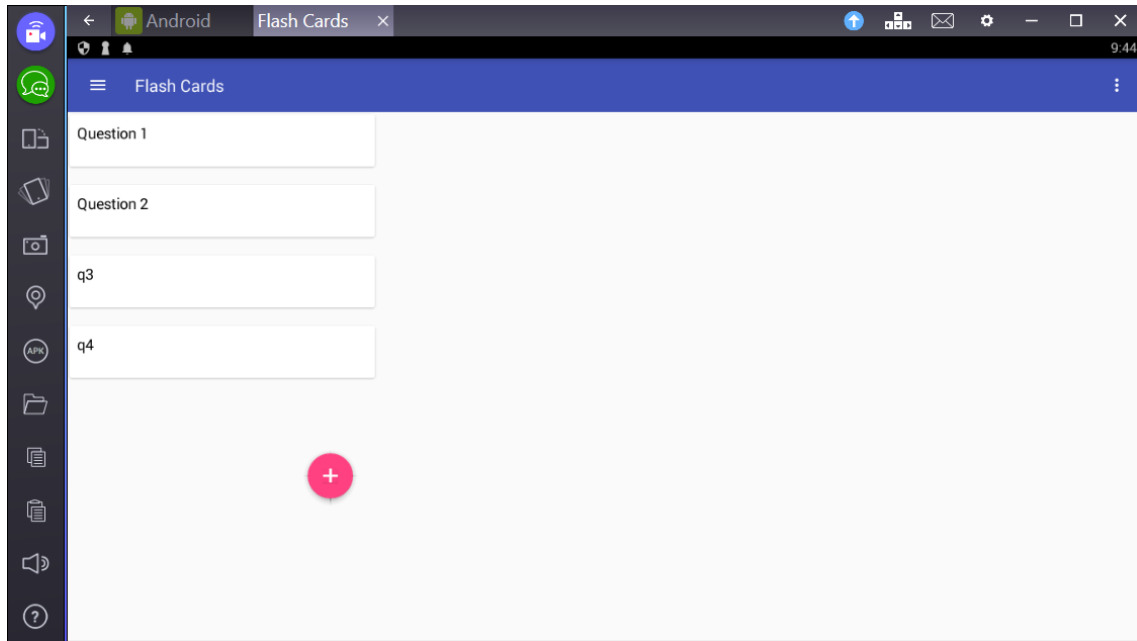 Android Flash Cards
9:44
Flash Cards
Question 1
Question 2
q3
q4
APK